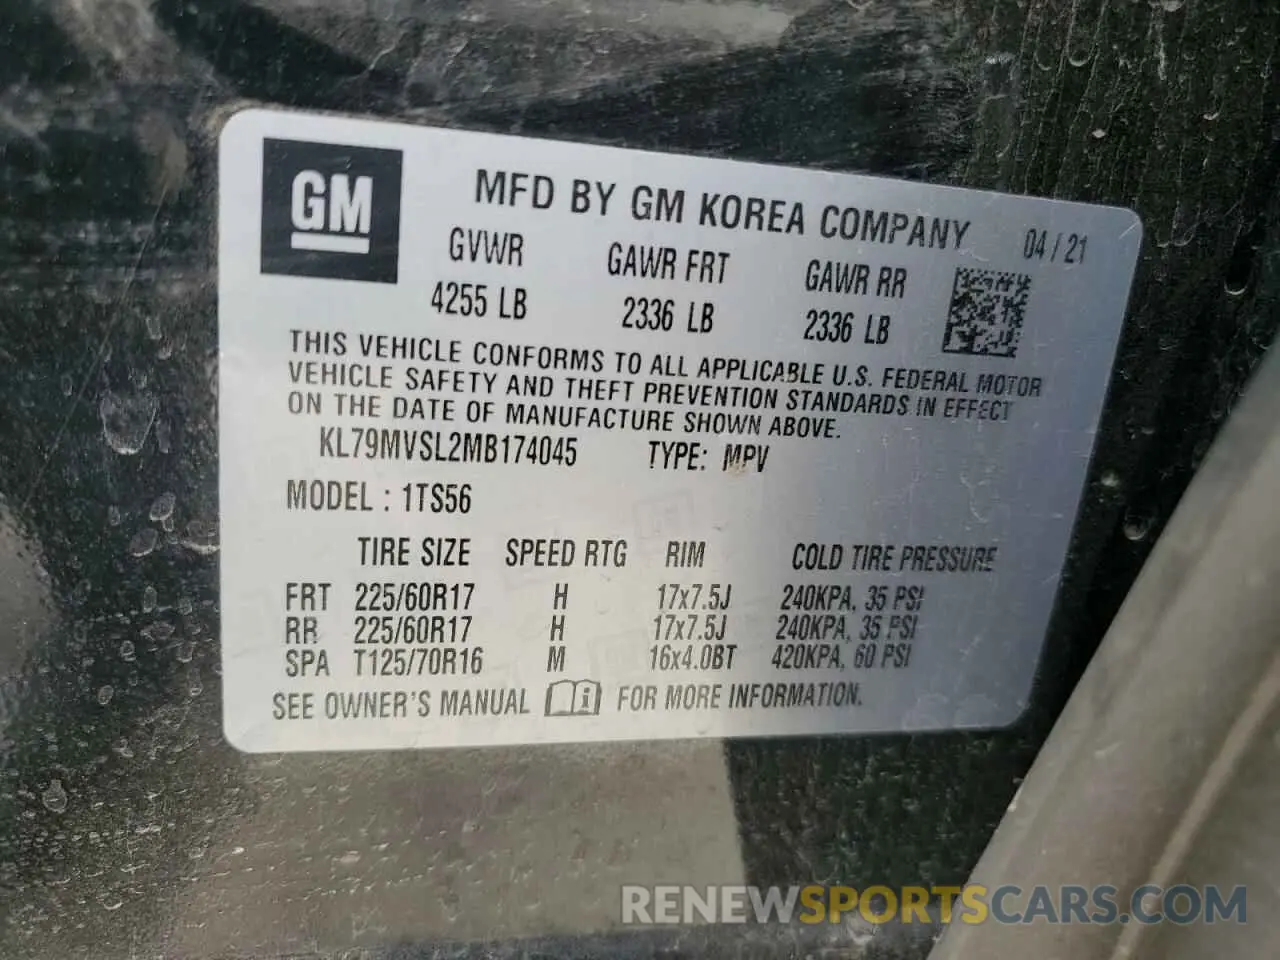 GM
MFD BY GM KOREA COMPANY 04 / 21
GVWR GAWR FRT GAWR RR
4255 LB 2336 LB 2336 LB
THIS VEHICLE CONFORMS TO ALL APPLICABLE U.S. FEDERAL MOTOR
VEHICLE SAFETY AND THEFT PREVENTION STANDARDS IN EFFECT
ON THE DATE OF MANUFACTURE SHOWN ABOVE.
KL79MVSL2MB174045 TYPE: MPV
MODEL : 1TS56
TIRE SIZE SPEED RTG RIM COLD TIRE PRESSURE
FRT 225/60R17 H 17x7.5J 240KPA, 35 PSI
RR 225/60R17 H 17x7.5J 240KPA, 35 PSI
SPA T125/70R16 M 16x4.0BT 420KPA, 60 PSI
SEE OWNER'S MANUAL i FOR MORE INFORMATION.
RENEWSPORTSCARS.COM